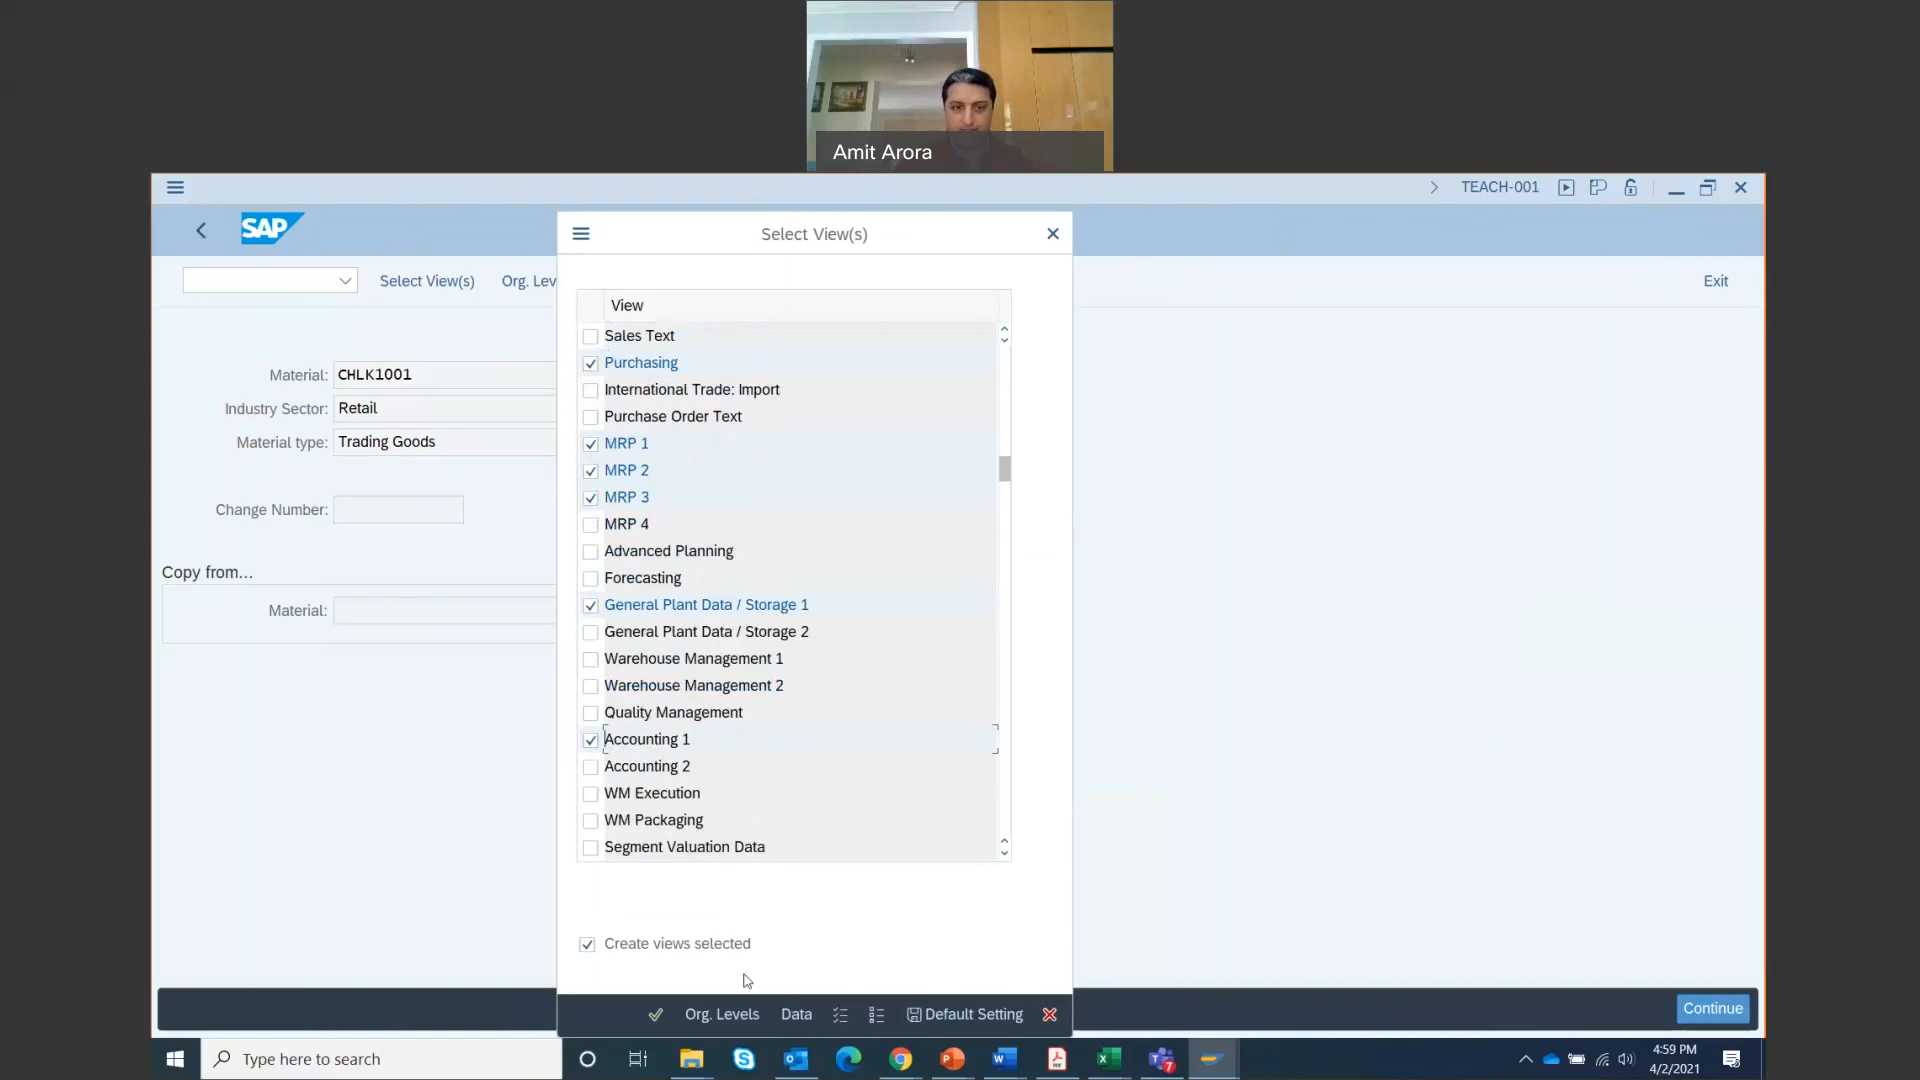 Amit Arora
TEACH-001
SAP
Select View(s)
Select View(s)
Org. Lev
Exit
Material: CHLK1001
Industry Sector: Retail
Material type: Trading Goods
Change Number:
Copy from...
Material:
View
Sales Text
Purchasing
International Trade: Import
Purchase Order Text
MRP 1
MRP 2
MRP 3
MRP 4
Advanced Planning
Forecasting
General Plant Data / Storage 1
General Plant Data / Storage 2
Warehouse Management 1
Warehouse Management 2
Quality Management
Accounting 1
Accounting 2
WM Execution
WM Packaging
Segment Valuation Data
Create views selected
Org. Levels Data Default Setting
Continue
Type here to search
7
4:59 PM
4/2/2021